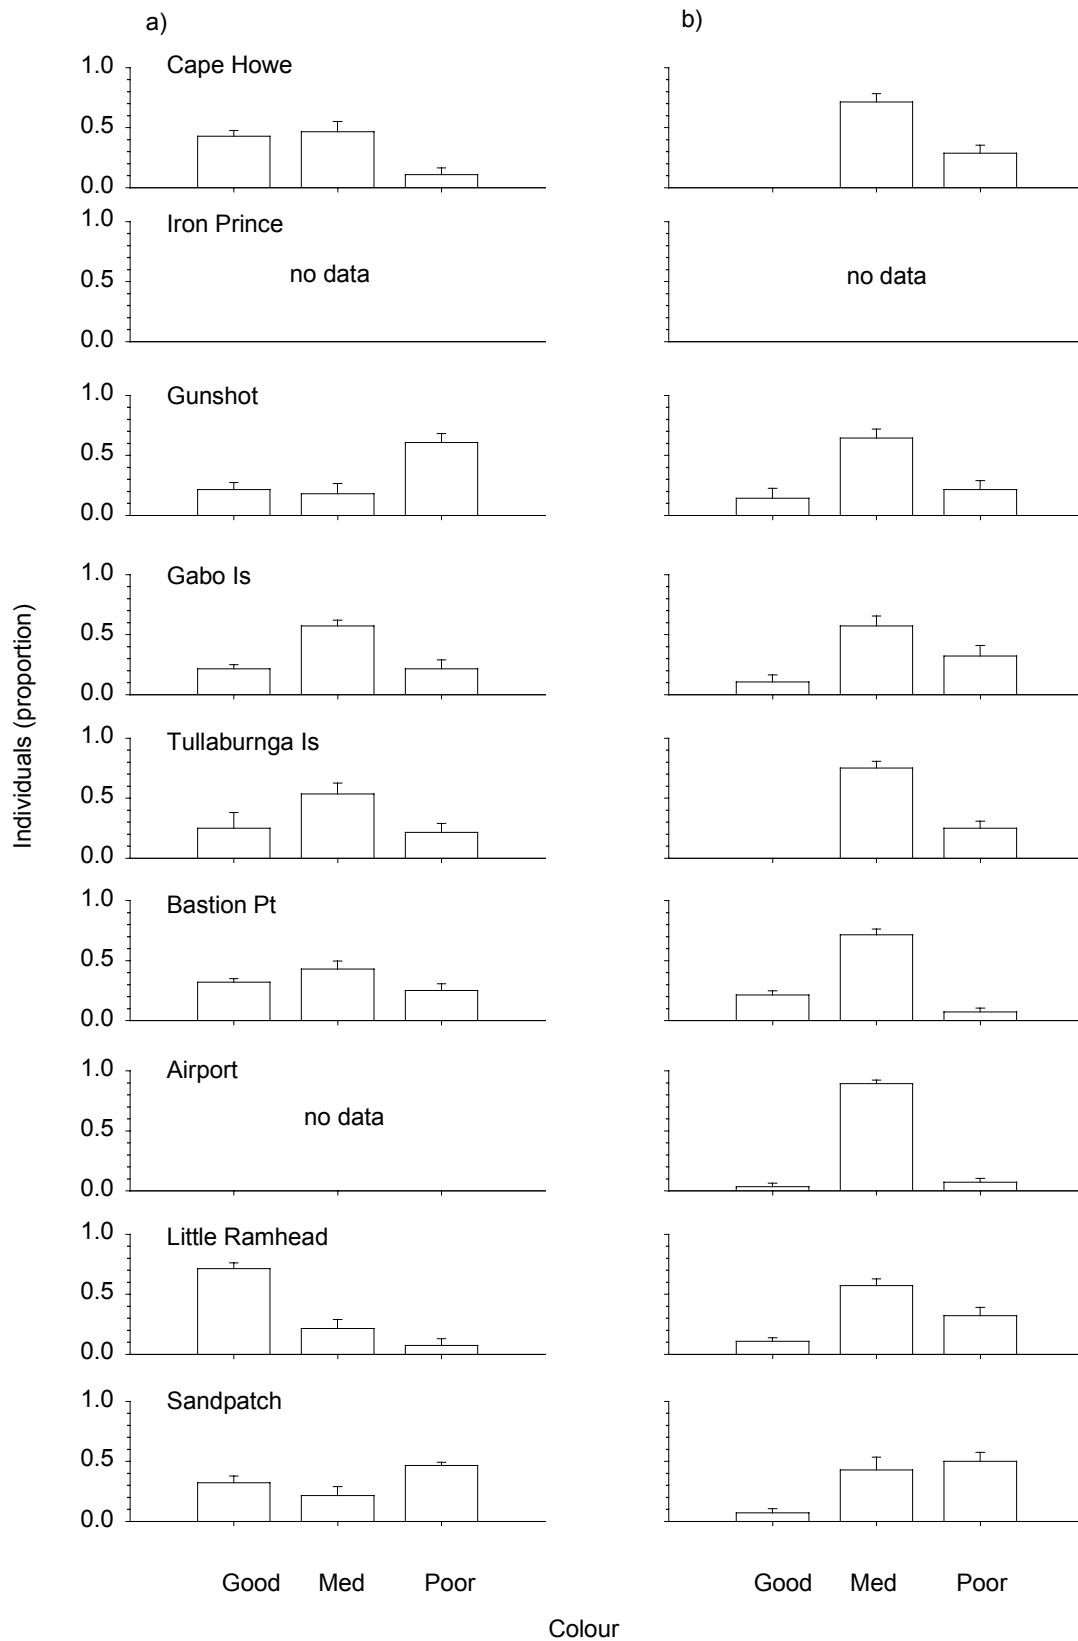 a)
b)
Cape Howe
1.0
0.5
0.0
Iron Prince
1.0
no data
no data
0.5
0.0
Gunshot
1.0
0.5
0.0
Gabo Is
1.0
0.5
0.0
Tullaburnga Is
1.0
0.5
0.0
Bastion Pt
1.0
0.5
0.0
Airport
1.0
no data
0.5
0.0
Little Ramhead
1.0
0.5
0.0
Sandpatch
1.0
0.5
0.0
Individuals (proportion)
Good Med Poor
Good Med Poor
Colour